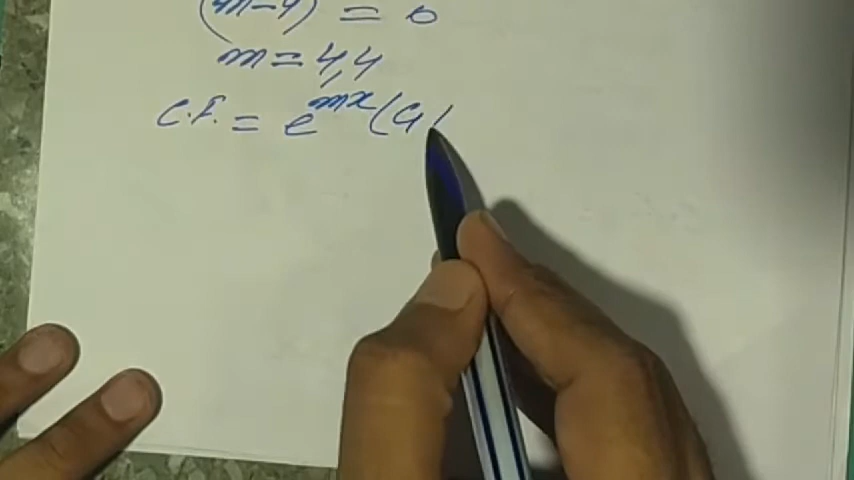 (m-4) = 0
m = 4,4
C.F. = e^mx (C1